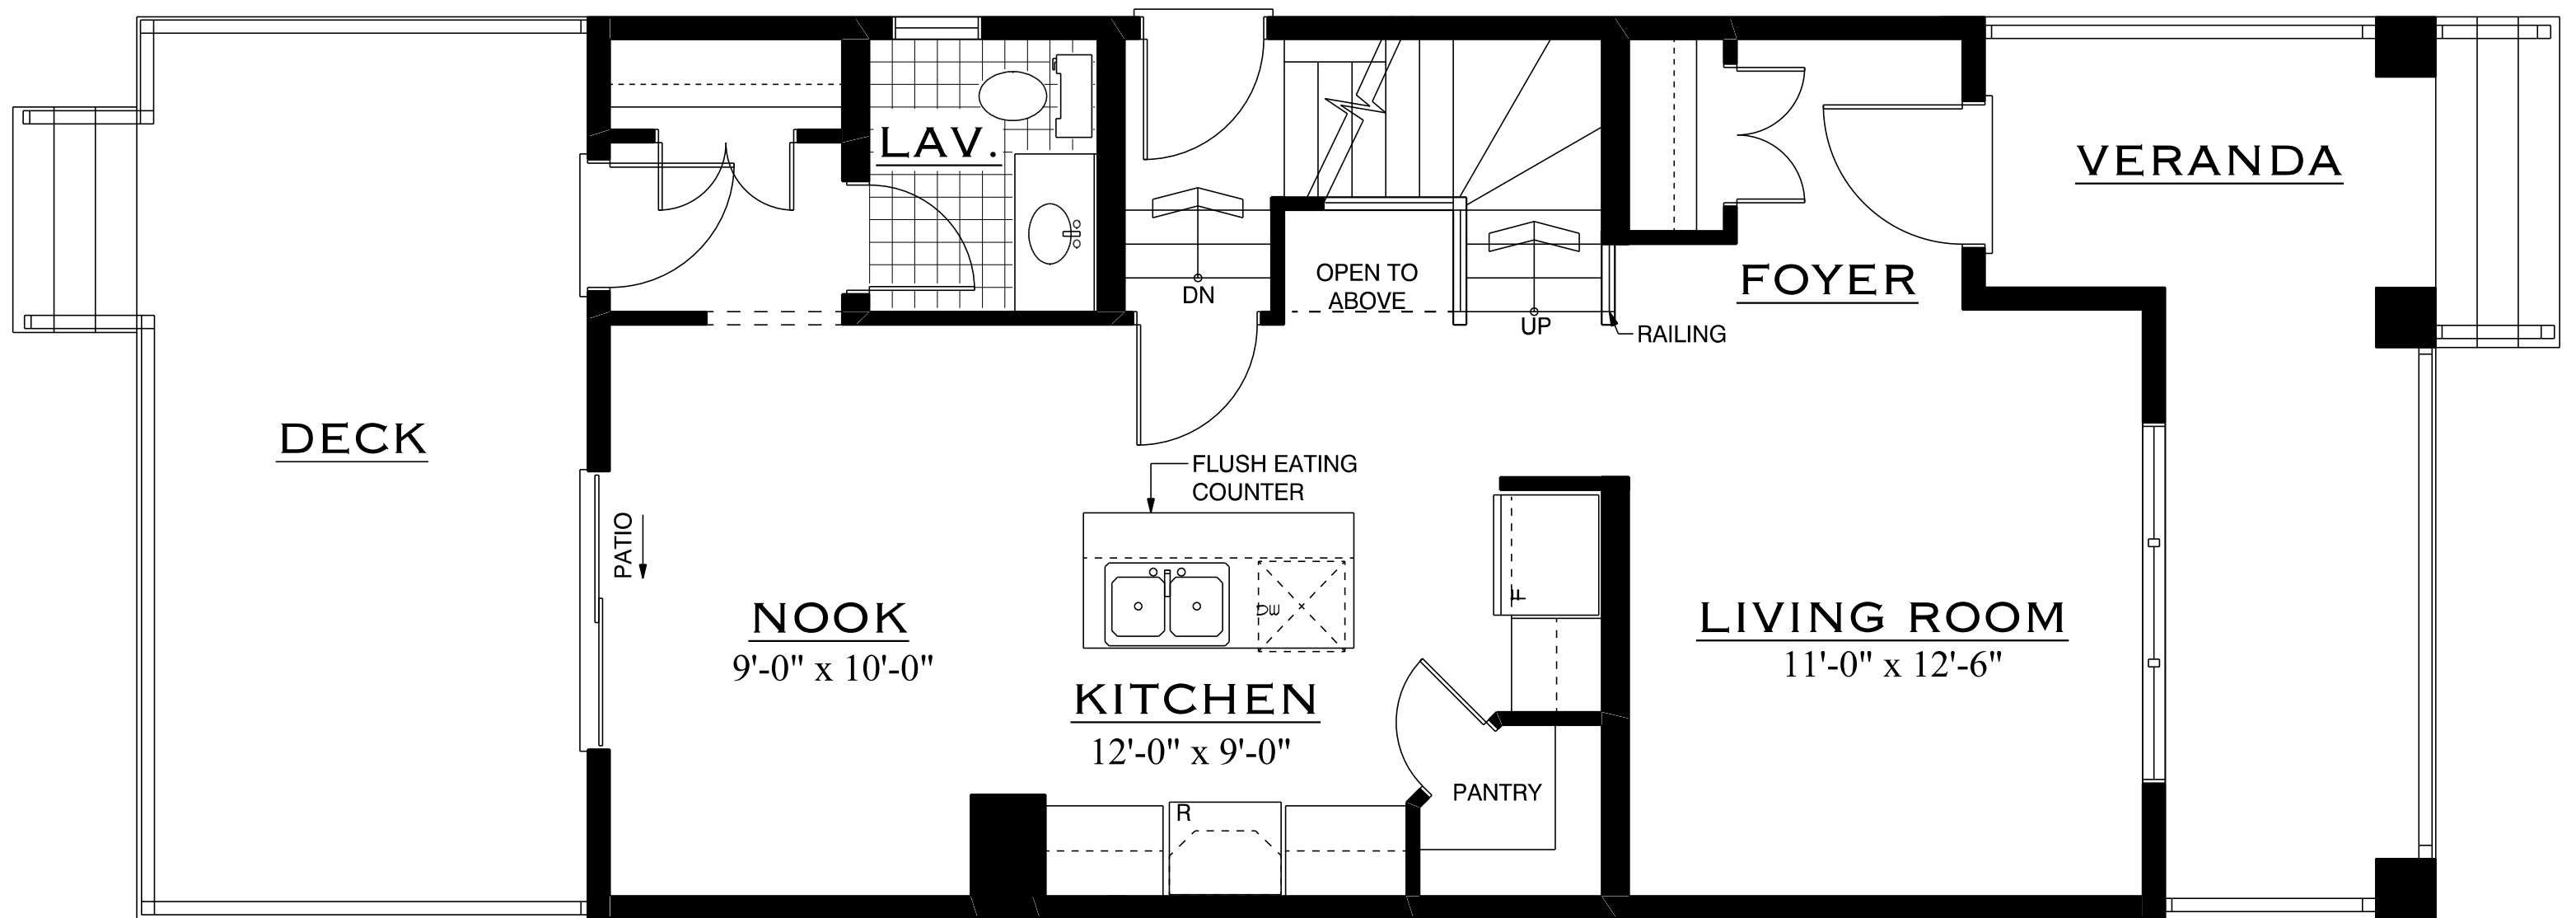 LAV.
VERANDA
OPEN TO
ABOVE
DN
UP
FOYER
RAILING
DECK
FLUSH EATING
COUNTER
PATIO
DW
F
NOOK
9'-0" x 10'-0"
LIVING ROOM
11'-0" x 12'-6"
KITCHEN
12'-0" x 9'-0"
PANTRY
R